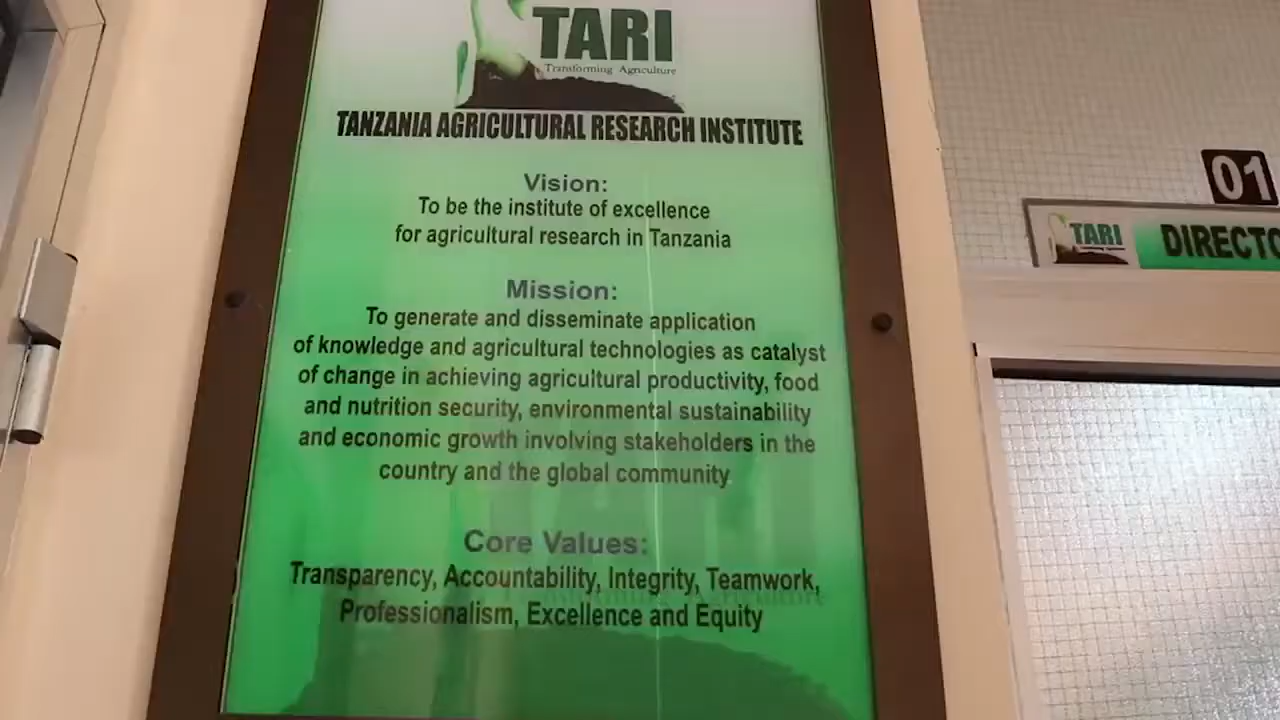 TARI
Transforming Agriculture
TANZANIA AGRICULTURAL RESEARCH INSTITUTE
Vision:
To be the institute of excellence
for agricultural research in Tanzania
Mission:
To generate and disseminate application
of knowledge and agricultural technologies as catalyst
of change in achieving agricultural productivity, food
and nutrition security, environmental sustainability
and economic growth involving stakeholders in the
country and the global community
Core Values:
Transparency, Accountability, Integrity, Teamwork,
Professionalism, Excellence and Equity
01
TARI
DIRECTO